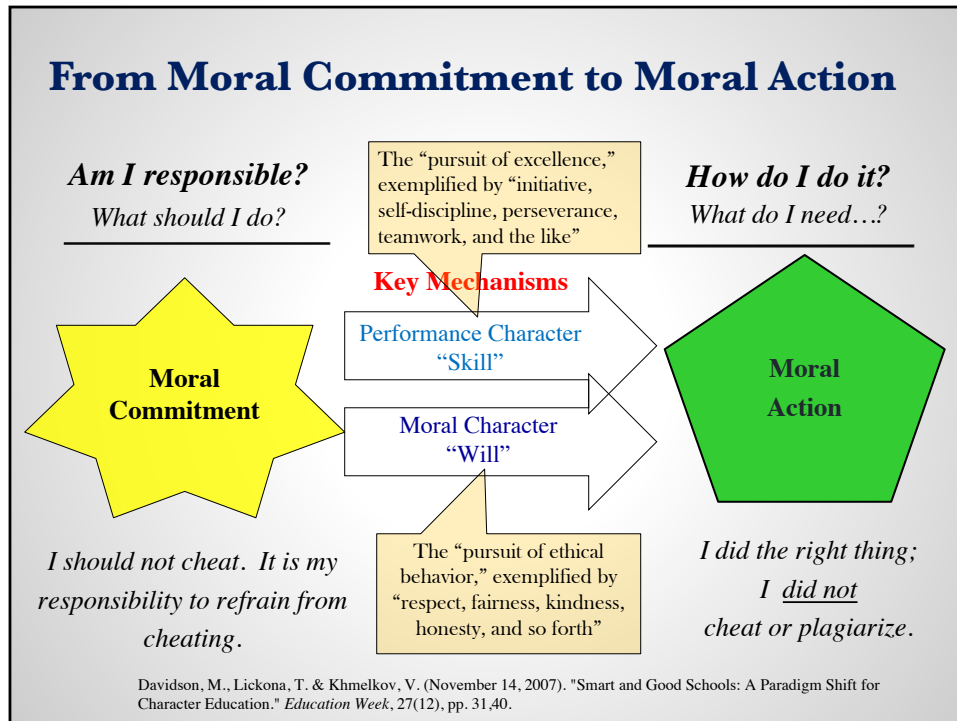 From Moral Commitment to Moral Action
Am I responsible?
What should I do?
The “pursuit of excellence,”
exemplified by “initiative,
self-discipline, perseverance,
teamwork, and the like”
How do I do it?
What do I need…?
Key Mechanisms
Performance Character
“Skill”
Moral
Commitment
Moral Character
“Will”
Moral
Action
I should not cheat.  It is my
responsibility to refrain from
cheating.
The “pursuit of ethical
behavior,” exemplified by
“respect, fairness, kindness,
honesty, and so forth”
I did the right thing;
I did not
cheat or plagiarize.
Davidson, M., Lickona, T. & Khmelkov, V. (November 14, 2007). "Smart and Good Schools: A Paradigm Shift for
Character Education." Education Week, 27(12), pp. 31,40.